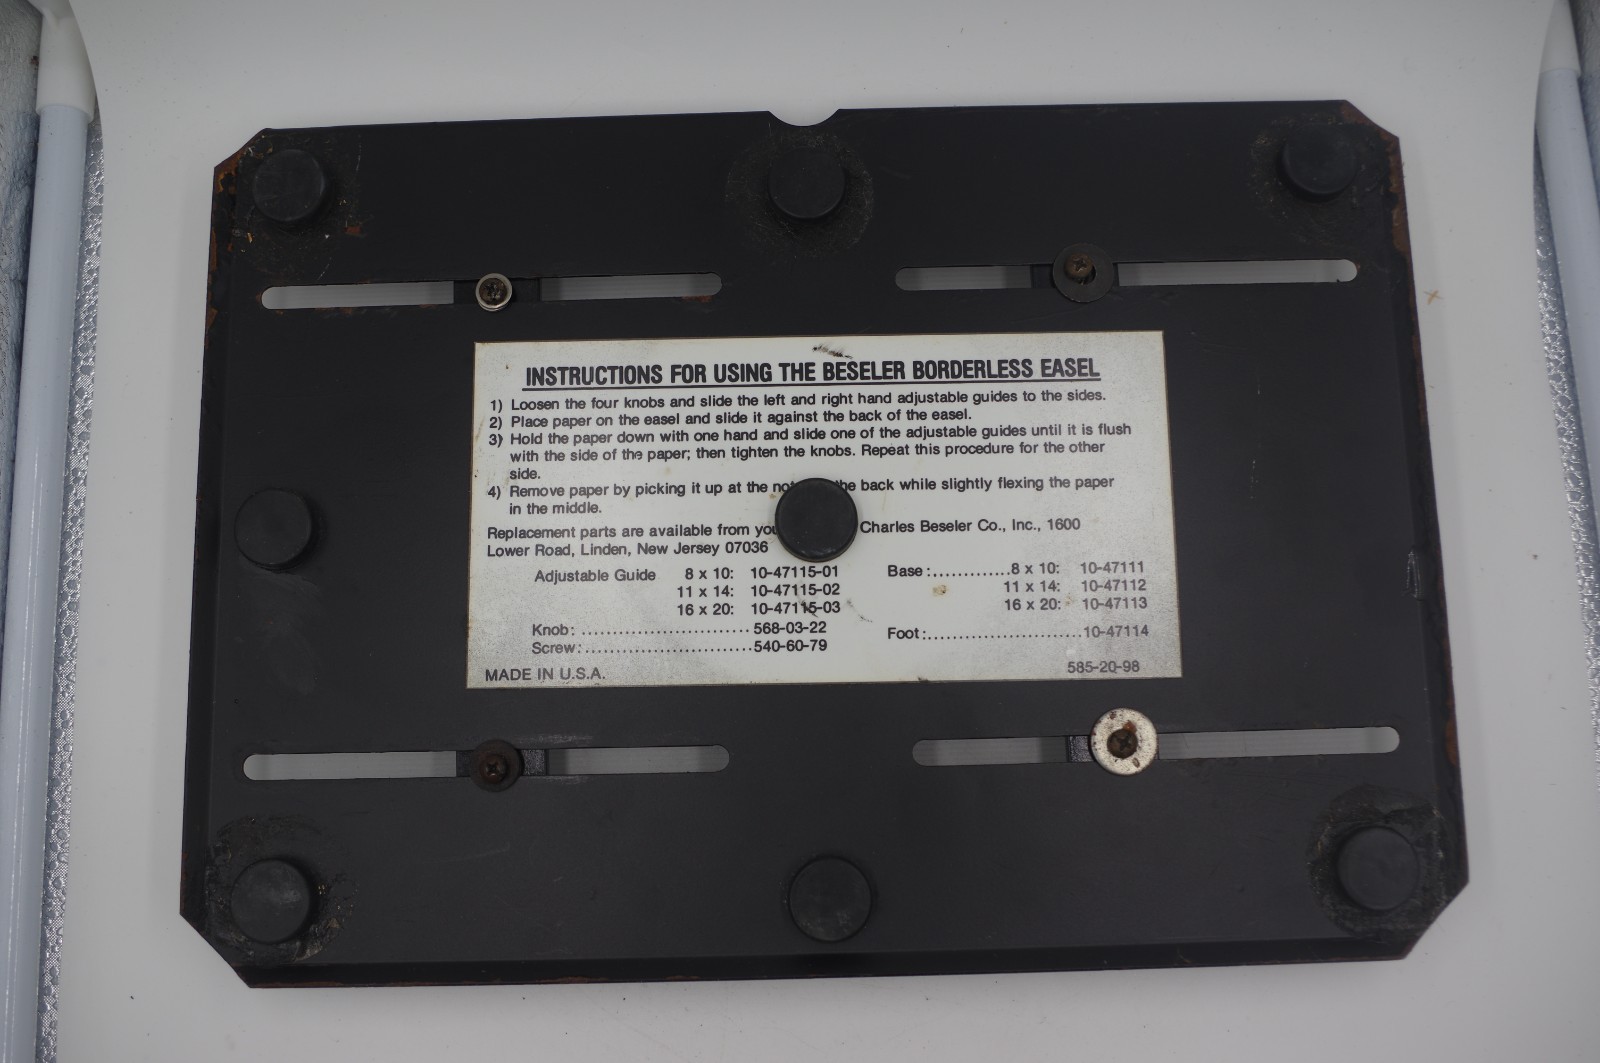 INSTRUCTIONS FOR USING THE BESELER BORDERLESS EASEL
1) Loosen the four knobs and slide the left and right hand adjustable guides to the sides.
2) Place paper on the easel and slide it against the back of the easel.
3) Hold the paper down with one hand and slide one of the adjustable guides until it is flush
with the side of the paper; then tighten the knobs. Repeat this procedure for the other
side.
4) Remove paper by picking it up at the back while slightly flexing the paper
in the middle.
Replacement parts are available from Charles Beseler Co., Inc., 1600
Lower Road, Linden, New Jersey 07036
Adjustable Guide 8 x 10: 10-47115-01 Base:............8 x 10: 10-47111
11 x 14: 10-47115-02 11 x 14: 10-47112
16 x 20: 10-47115-03 16 x 20: 10-47113
Knob: ..........................568-03-22 Foot:.......................10-47114
Screw:..........................540-60-79
MADE IN U.S.A. 585-20-98